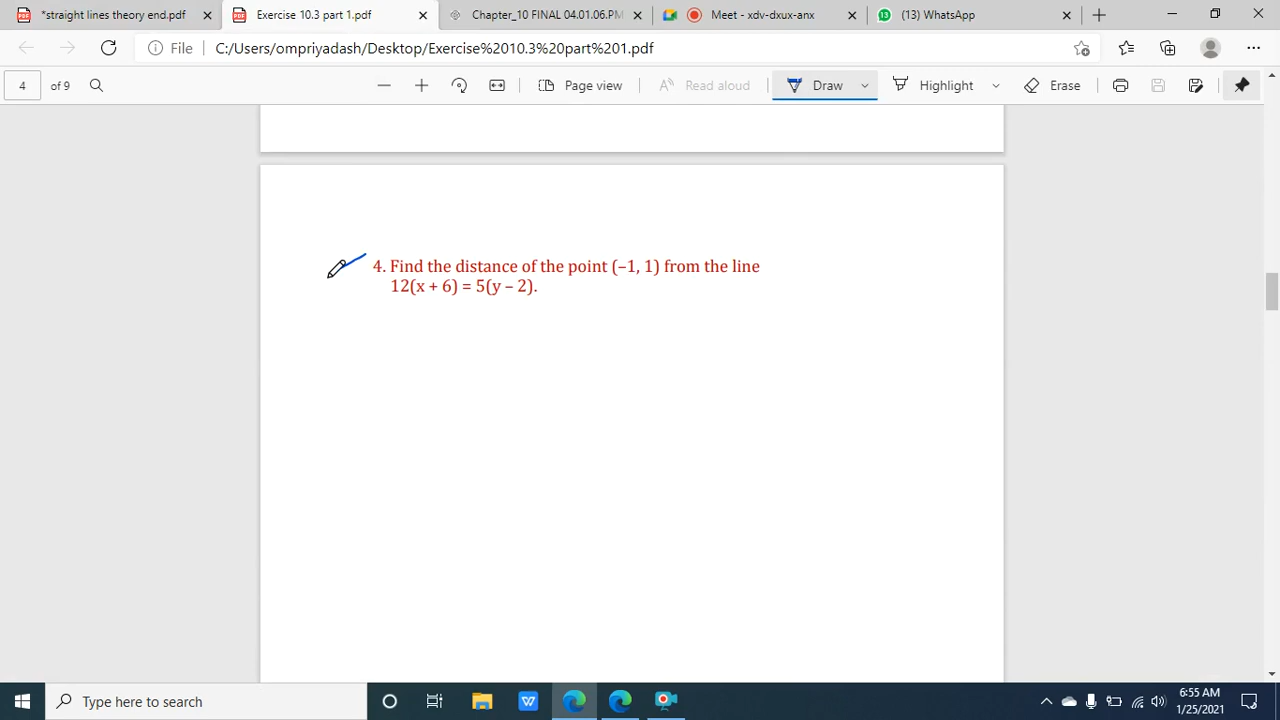 *straight lines theory end.pdf
Exercise 10.3 part 1.pdf
Chapter_10 FINAL 04.01.06.PM
Meet - xdv-dxux-anx
(13) WhatsApp
File C:/Users/ompriyadash/Desktop/Exercise%2010.3%20part%201.pdf
4 of 9 Page view Read aloud Draw Highlight Erase
4. Find the distance of the point (–1, 1) from the line
12(x + 6) = 5(y – 2).
Type here to search
6:55 AM
1/25/2021